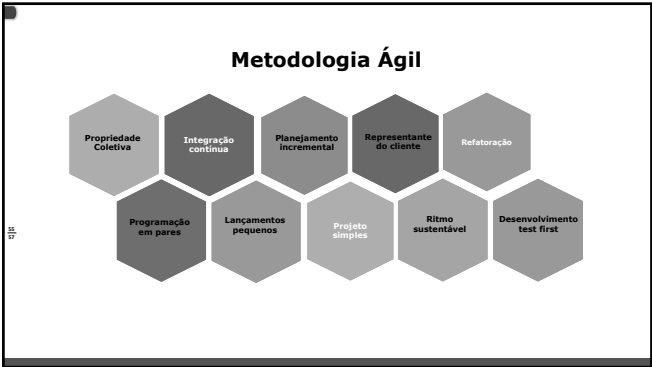 Metodologia Ágil
Propriedade
Coletiva
Integração
contínua
Planejamento
incremental
Representante
do cliente
Refatoração
Programação
em pares
Lançamentos
pequenos
Projeto
simples
Ritmo
sustentável
Desenvolvimento
test first
55
57